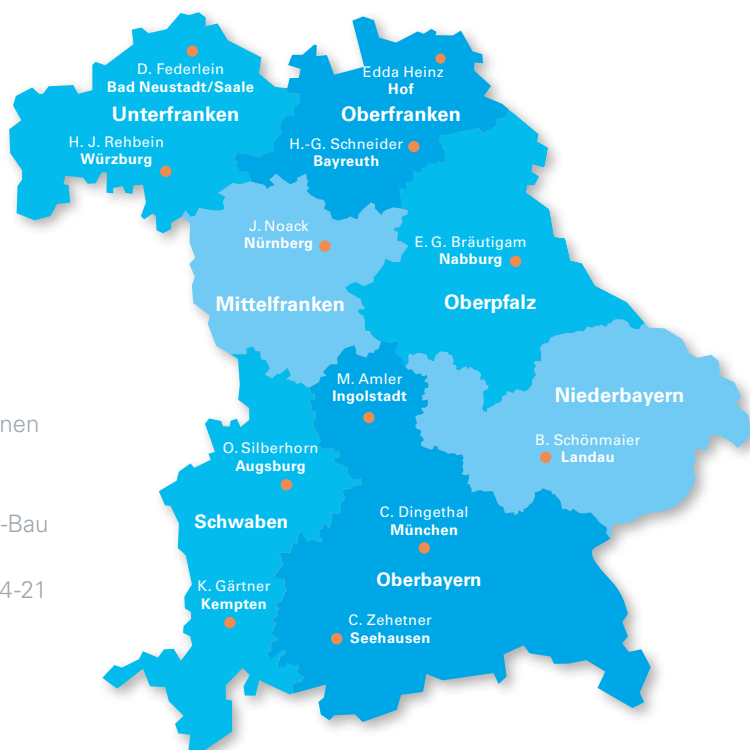 D. Federlein
Bad Neustadt/Saale
Unterfranken
H. J. Rehbein
Würzburg
Edda Heinz
Hof
Oberfranken
H.-G. Schneider
Bayreuth
J. Noack
Nürnberg
Mittelfranken
E. G. Bräutigam
Nabburg
Oberpfalz
M. Amler
Ingolstadt
Niederbayern
B. Schönmaier
Landau
nen
O. Silberhorn
Augsburg
Schwaben
-Bau
4-21
C. Dingethal
München
Oberbayern
K. Gärtner
Kempten
C. Zehetner
Seehausen